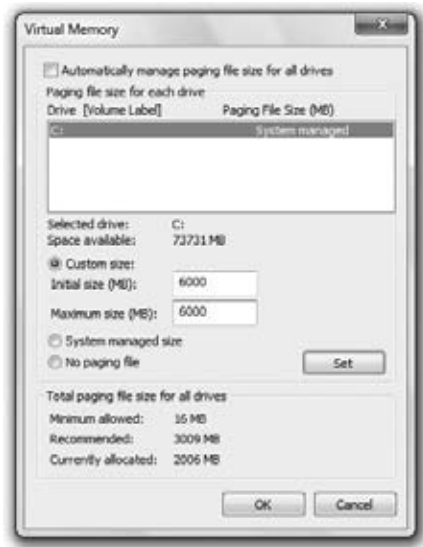 Virtual Memory
Automatically manage paging file size for all drives
Paging file size for each drive
Drive [Volume Label] Paging File Size (MB)
C: System managed
Selected drive: C:
Space available: 73731 MB
Custom size:
Initial size (MB): 6000
Maximum size (MB): 6000
System managed size
No paging file Set
Total paging file size for all drives
Minimum allowed: 16 MB
Recommended: 3009 MB
Currently allocated: 2006 MB
OK Cancel